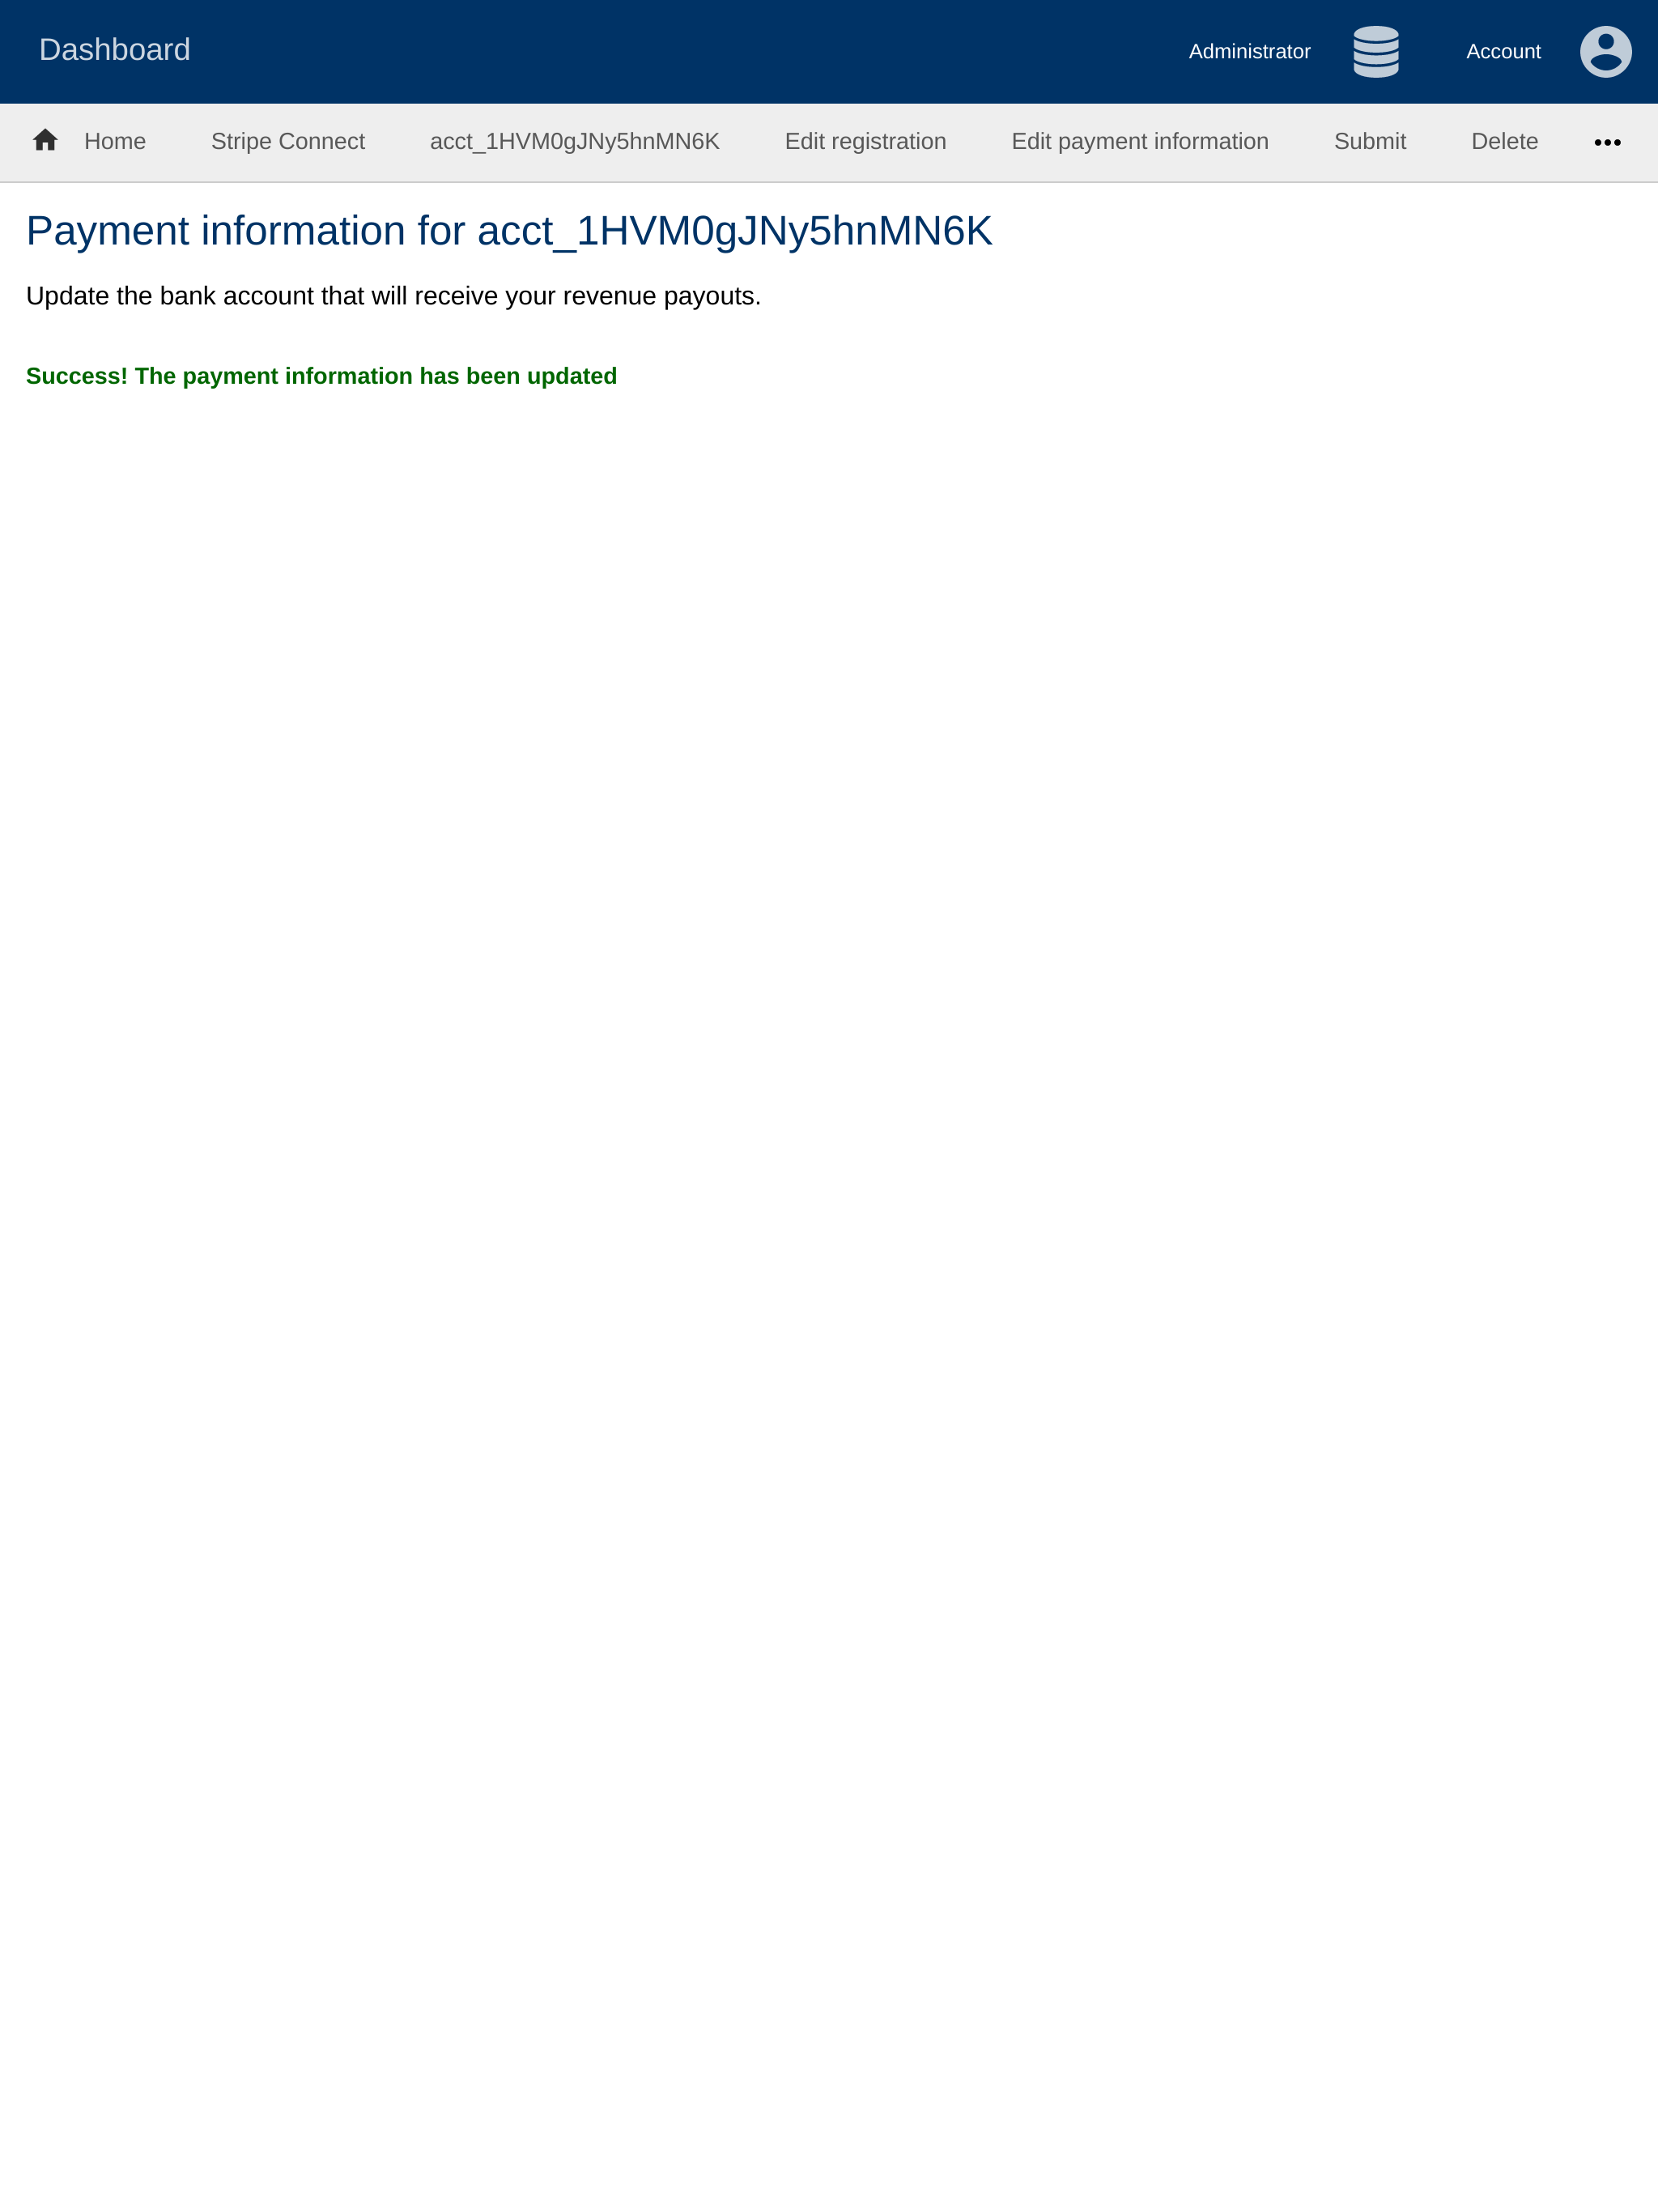 Dashboard
Administrator
Account
Home
Stripe Connect
acct_1HVM0gJNy5hnMN6K
Edit registration
Edit payment information
Submit
Delete
Payment information for acct_1HVM0gJNy5hnMN6K
Update the bank account that will receive your revenue payouts.
Success! The payment information has been updated